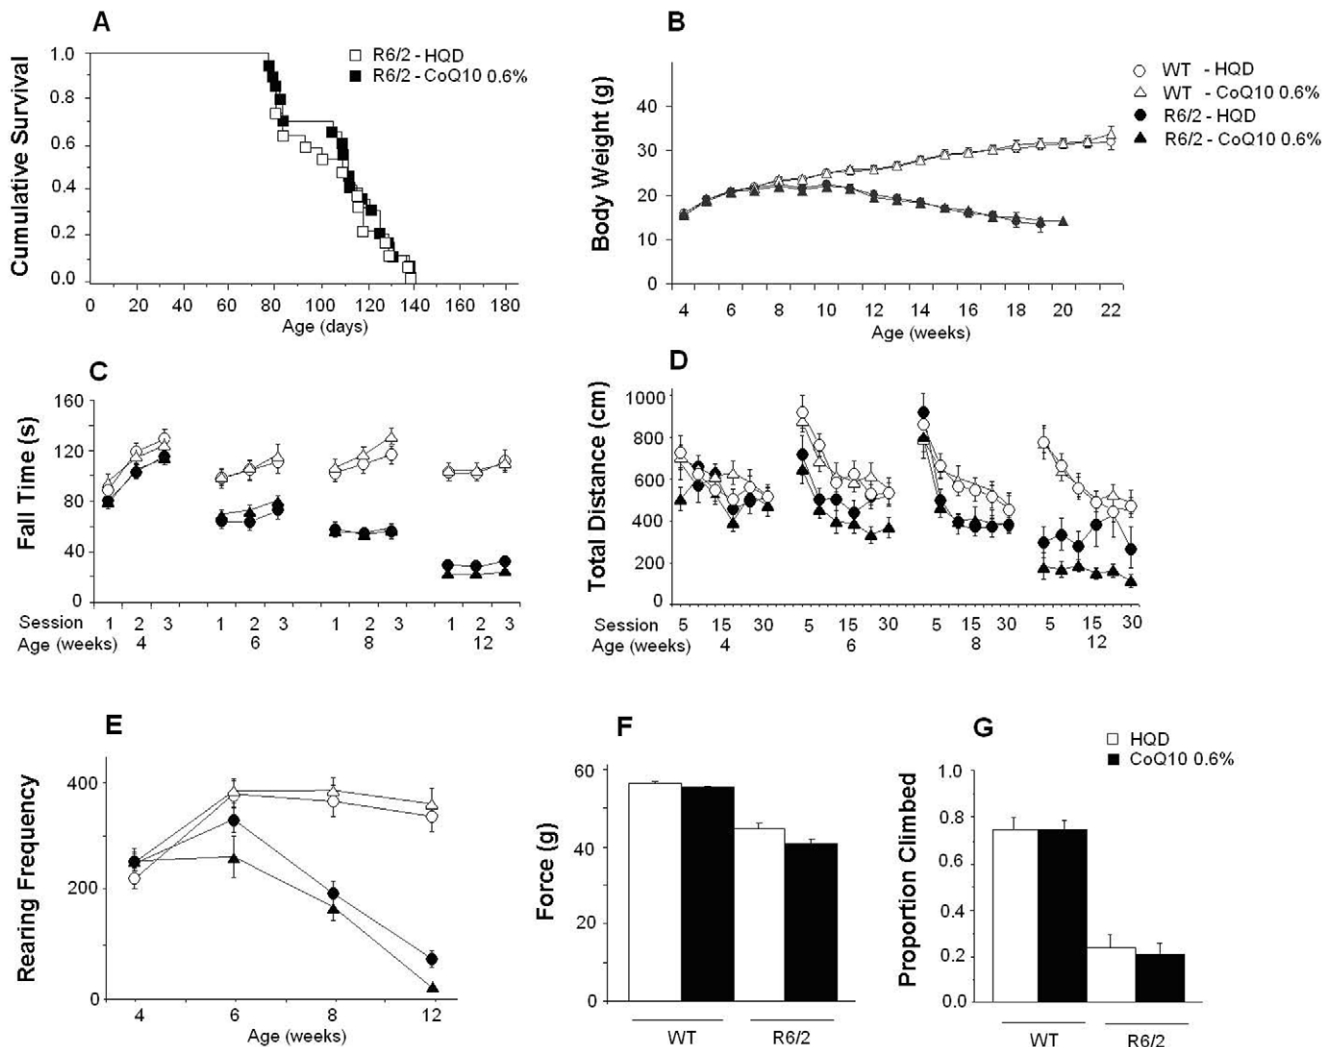 A
Cumulative Survival
1.0
0.8
0.6
0.4
0.2
0.0
0 20 40 60 80 100 120 140 160 180
Age (days)
R6/2 - HQD
R6/2 - CoQ10 0.6%
B
Body Weight (g)
40
30
20
10
0
4 6 8 10 12 14 16 18 20 22
Age (weeks)
WT - HQD
WT - CoQ10 0.6%
R6/2 - HQD
R6/2 - CoQ10 0.6%
C
Fall Time (s)
160
120
80
40
0
Session 1 2 3 1 2 3 1 2 3 1 2 3
Age (weeks) 4 6 8 12
D
Total Distance (cm)
1000
800
600
400
200
0
Session 5 15 30 5 15 30 5 15 30 5 15 30
Age (weeks) 4 6 8 12
E
Rearing Frequency
400
200
0
4 6 8 12
Age (weeks)
F
Force (g)
60
40
20
0
WT R6/2
G
HQD
CoQ10 0.6%
Proportion Climbed
1.0
0.8
0.6
0.4
0.2
0.0
WT R6/2